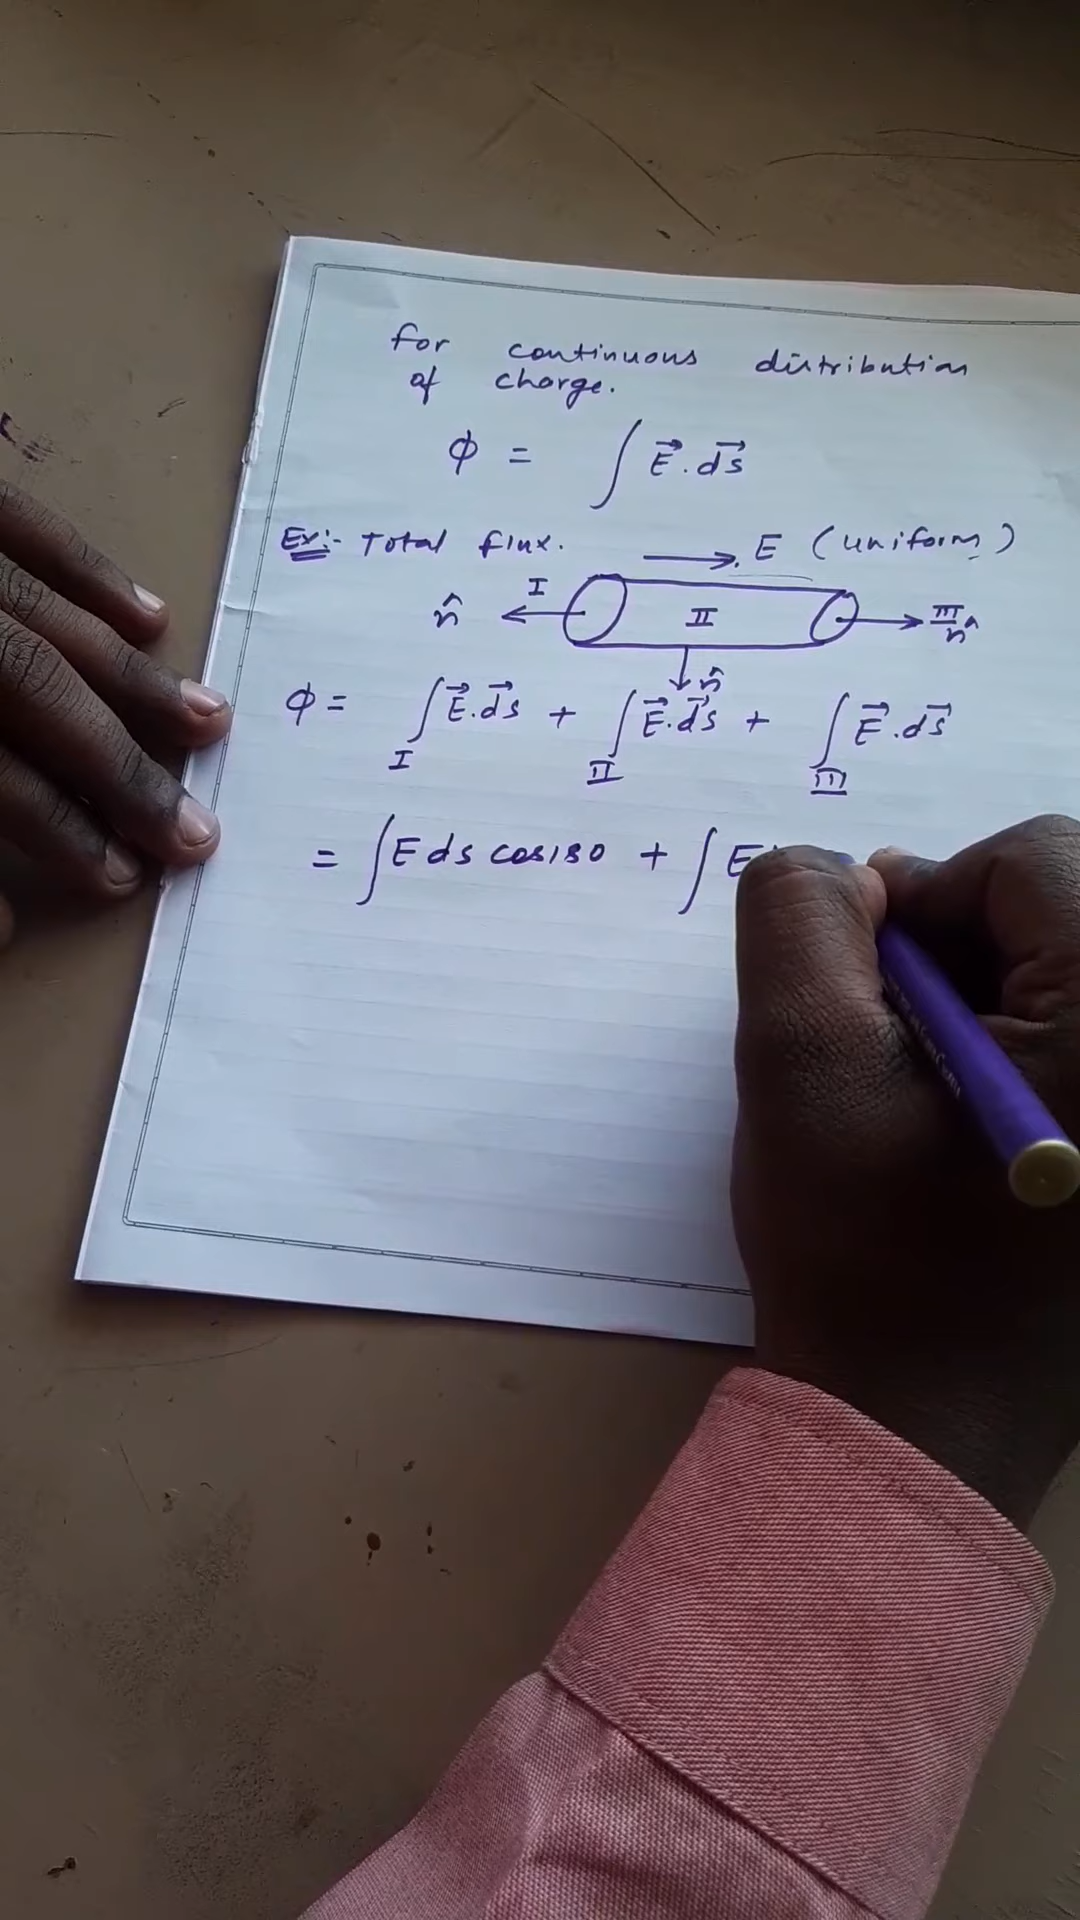 for continuous distribution
of charge.
ϕ = ∫ E⃗ . ds⃗
Ex:- Total flux.
→ E (uniform)
n̂ I II III n̂
n̂
ϕ = ∫ E⃗ . ds⃗ + ∫ E⃗ . ds⃗ + ∫ E⃗ . ds⃗
I II III
= ∫ E ds cos180 + ∫ E